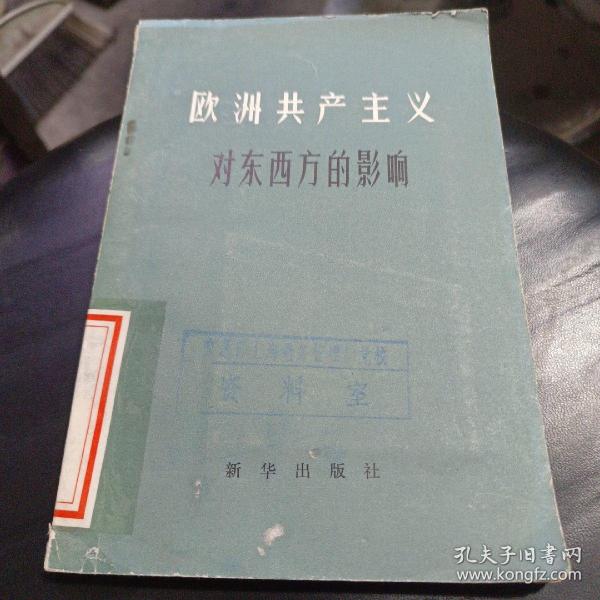 欧洲共产主义
对东西方的影响
资料室
新华出版社
孔夫子旧书网
www.kongfz.com